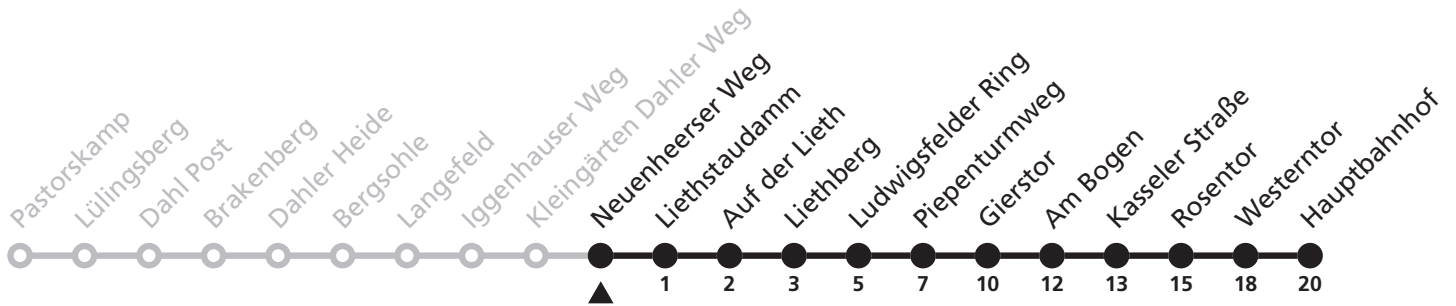 Pastorskamp
Lülingsberg
Dahl Post
Brakenberg
Dahler Heide
Bergsohle
Langefeld
Iggenhauser Weg
Kleingärten Dahler Weg
Neuenheerser Weg
Liethstaudamm
Auf der Lieth
Liethberg
Ludwigsfelder Ring
Piepenturmweg
Gierstor
Am Bogen
Kasseler Straße
Rosentor
Westerntor
Hauptbahnhof
1 2 3 5 7 10 12 13 15 18 20